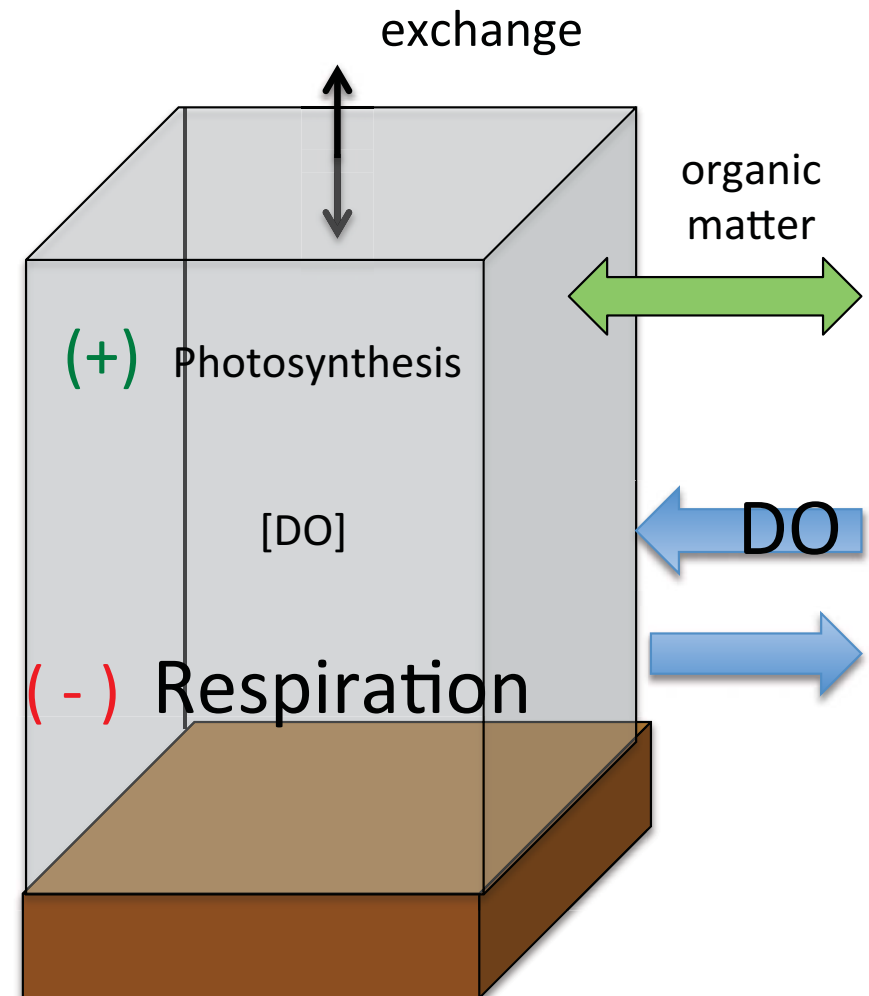 exchange
organic
matter
(+) Photosynthesis
[DO]
DO
( - ) Respiration